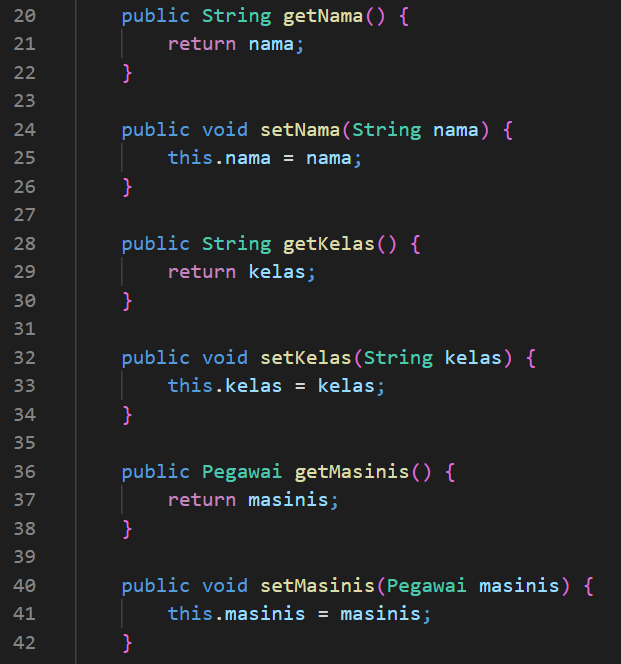 20 public String getNama() {
21 return nama;
22 }
23
24 public void setNama(String nama) {
25 this.nama = nama;
26 }
27
28 public String getKelas() {
29 return kelas;
30 }
31
32 public void setKelas(String kelas) {
33 this.kelas = kelas;
34 }
35
36 public Pegawai getMasinis() {
37 return masinis;
38 }
39
40 public void setMasinis(Pegawai masinis) {
41 this.masinis = masinis;
42 }